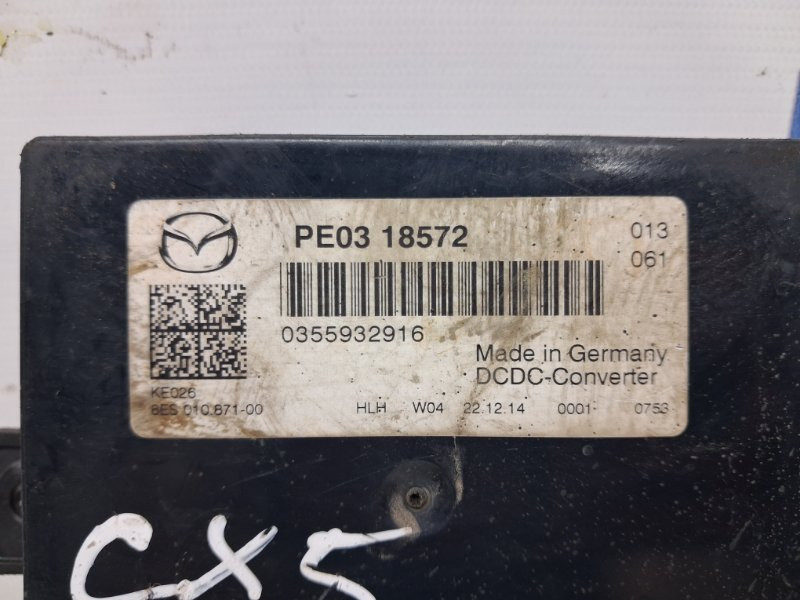 PE03 18572
013
061
0355932916
Made in Germany
DCDC-Converter
KE026
8ES 010.871-00 HLH W04 22.12.14 0001- 0753
CX5